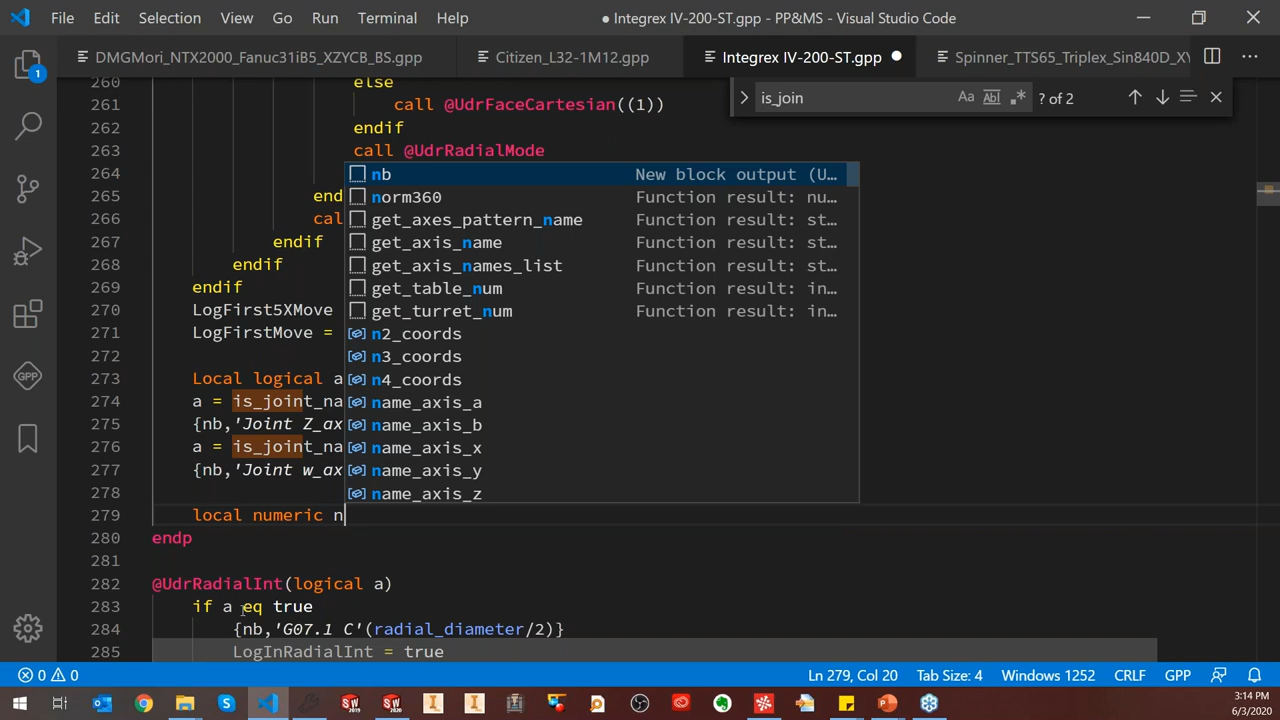 File Edit Selection View Go Run Terminal Help
● Integrex IV-200-ST.gpp - PP&MS - Visual Studio Code
DMGMori_NTX2000_Fanuc31iB5_XZYCB_BS.gpp
Citizen_L32-1M12.gpp
Integrex IV-200-ST.gpp ●
Spinner_TTS65_Triplex_Sin840D_XY
1
is_join Aa Abl .* ? of 2
260 else
261 call @UdrFaceCartesian((1))
262 endif
263 call @UdrRadialMode
264
265 end
266 cal
267 endif
268 endif
269 endif
270 LogFirst5XMove
271 LogFirstMove =
272
273 Local logical a
274 a = is_joint_na
275 {nb,'Joint Z_ax
276 a = is_joint_na
277 {nb,'Joint w_ax
278
279 local numeric n
280 endp
281
282 @UdrRadialInt(logical a)
283 if a eq true
284 {nb,'G07.1 C'(radial_diameter/2)}
285 LogInRadialInt = true
nb New block output (U…
norm360 Function result: nu…
get_axes_pattern_name Function result: st…
get_axis_name Function result: st…
get_axis_names_list Function result: st…
get_table_num Function result: in…
get_turret_num Function result: in…
n2_coords
n3_coords
n4_coords
name_axis_a
name_axis_b
name_axis_x
name_axis_y
name_axis_z
GPP
0 0
Ln 279, Col 20 Tab Size: 4 Windows 1252 CRLF GPP
3:14 PM
6/3/2020